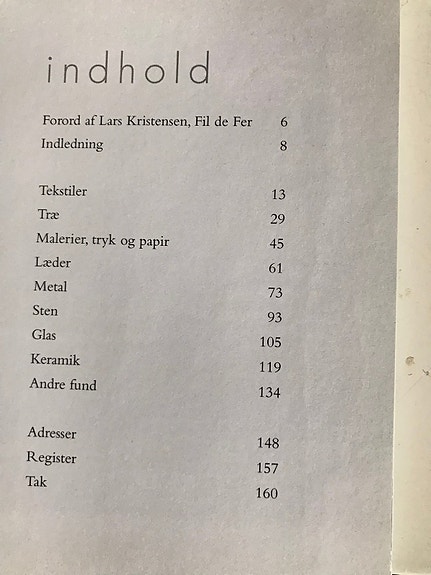 indhold
Forord af Lars Kristensen, Fil de Fer 6
Indledning 8
Tekstiler 13
Træ 29
Malerier, tryk og papir 45
Læder 61
Metal 73
Sten 93
Glas 105
Keramik 119
Andre fund 134
Adresser 148
Register 157
Tak 160